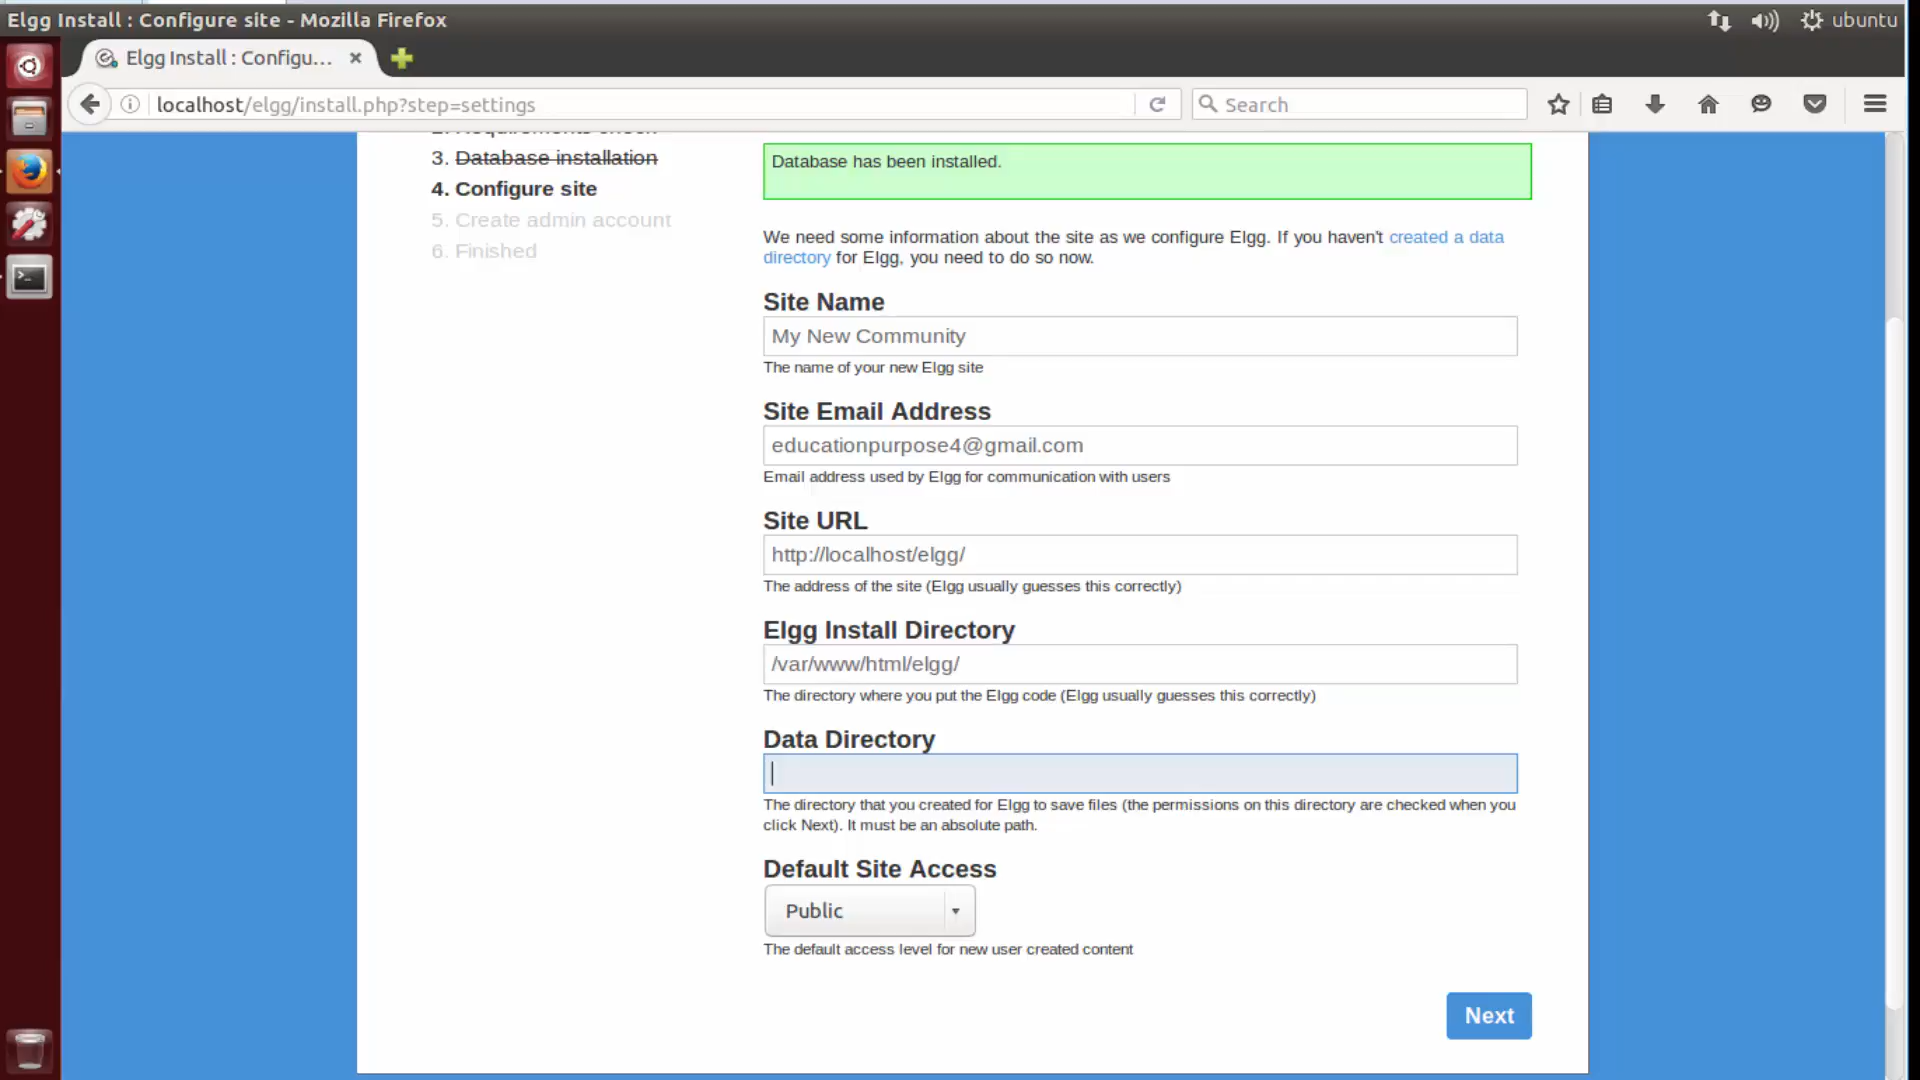 Elgg Install : Configure site - Mozilla Firefox
ubuntu
Elgg Install : Configu...
localhost/elgg/install.php?step=settings
Search
2. Requirements check
3. Database installation
4. Configure site
5. Create admin account
6. Finished
Database has been installed.
We need some information about the site as we configure Elgg. If you haven't created a data
directory for Elgg, you need to do so now.
Site Name
My New Community
The name of your new Elgg site
Site Email Address
educationpurpose4@gmail.com
Email address used by Elgg for communication with users
Site URL
http://localhost/elgg/
The address of the site (Elgg usually guesses this correctly)
Elgg Install Directory
/var/www/html/elgg/
The directory where you put the Elgg code (Elgg usually guesses this correctly)
Data Directory
The directory that you created for Elgg to save files (the permissions on this directory are checked when you
click Next). It must be an absolute path.
Default Site Access
Public
The default access level for new user created content
Next